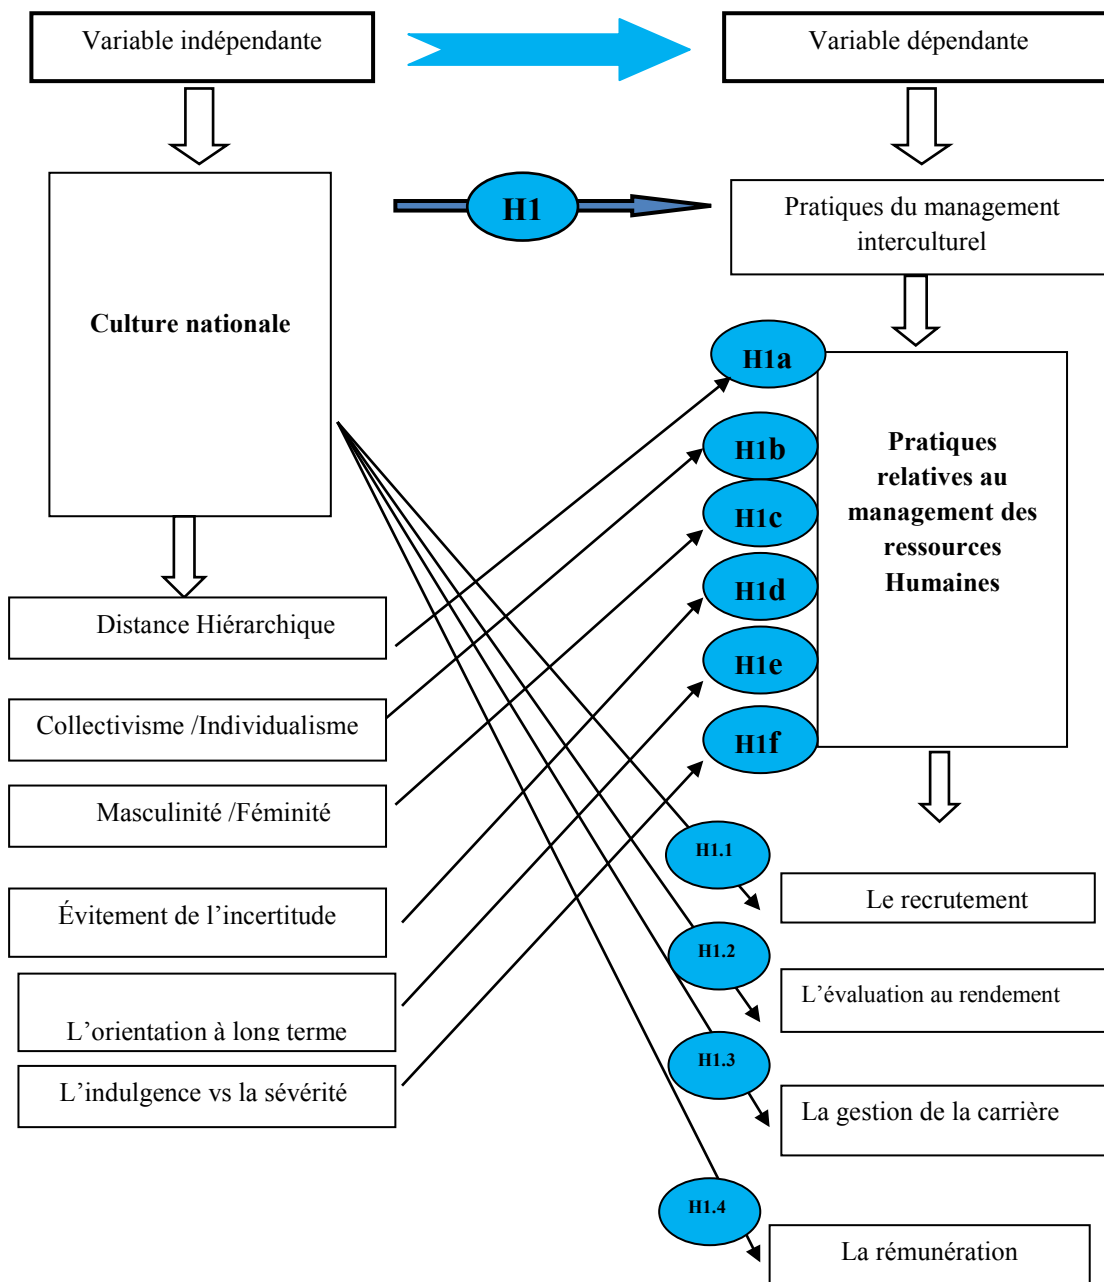 Variable indépendante
Variable dépendante
H1
Pratiques du management
interculturel
Culture nationale
H1a
H1b
H1c
H1d
H1e
H1f
Pratiques
relatives au
management des
ressources
Humaines
Distance Hiérarchique
Collectivisme /Individualisme
Masculinité /Féminité
Évitement de l’incertitude
L’orientation à long terme
L’indulgence vs la sévérité
H1.1
Le recrutement
H1.2
L’évaluation au rendement
H1.3
La gestion de la carrière
H1.4
La rémunération